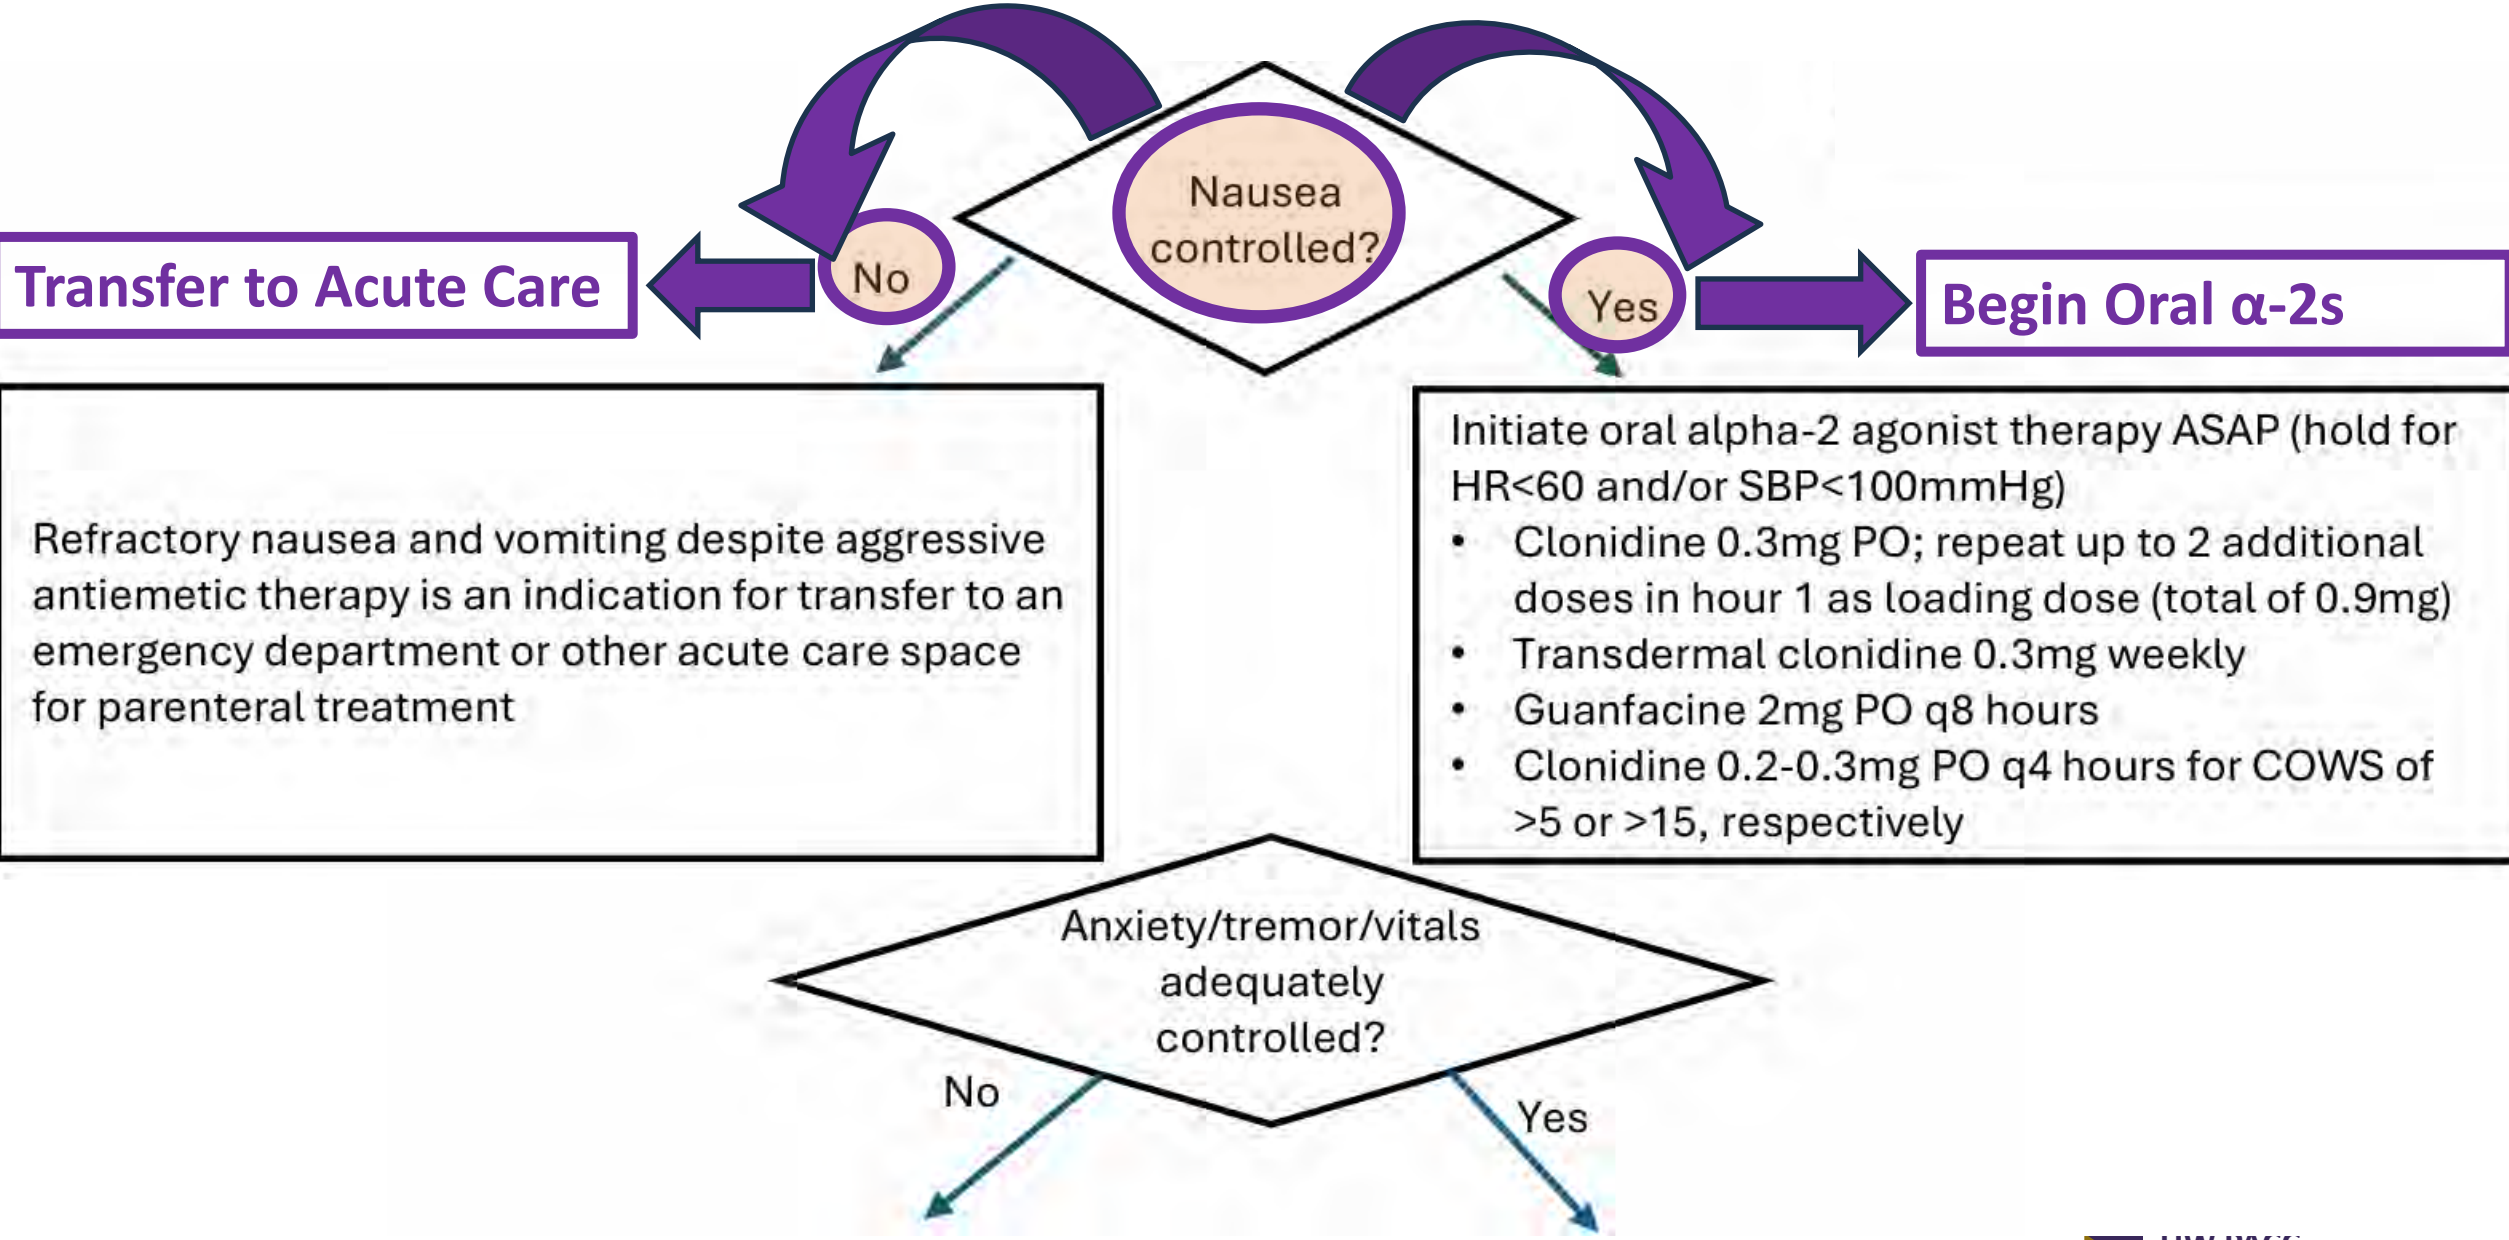 Nausea
controlled?
No
Yes
Transfer to Acute Care
Begin Oral α-2s
Refractory nausea and vomiting despite aggressive
antiemetic therapy is an indication for transfer to an
emergency department or other acute care space
for parenteral treatment
Initiate oral alpha-2 agonist therapy ASAP (hold for
HR<60 and/or SBP<100mmHg)
• Clonidine 0.3mg PO; repeat up to 2 additional
doses in hour 1 as loading dose (total of 0.9mg)
• Transdermal clonidine 0.3mg weekly
• Guanfacine 2mg PO q8 hours
• Clonidine 0.2-0.3mg PO q4 hours for COWS of
>5 or >15, respectively
Anxiety/tremor/vitals
adequately
controlled?
No
Yes